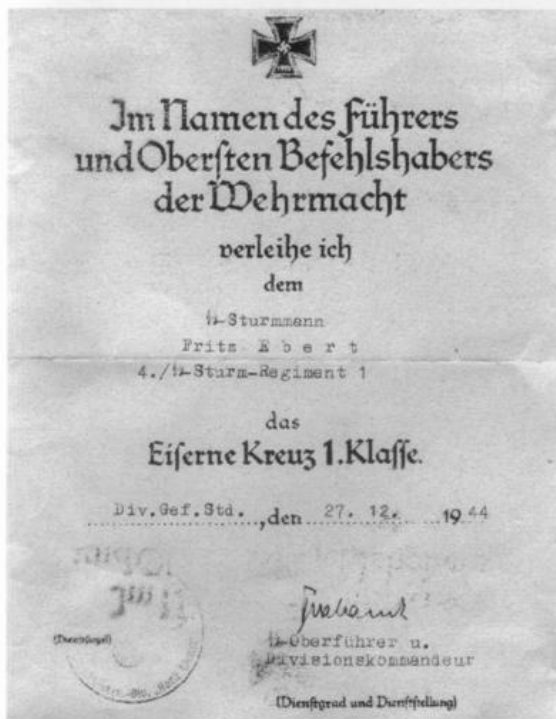 Im Namen des Führers
und Obersten Befehlshabers
der Wehrmacht
verleihe ich
dem
ᛋᛋ-Sturmmann
Fritz Ebert
4./ᛋᛋ-Sturm-Regiment 1
das
Eiserne Kreuz 1. Klasse.
Div.Gef.Std. , den 27. 12. 1944
(Dienstsiegel)
ᛋᛋ-Oberführer u.
Divisionskommandeur
(Dienstgrad und Dienststellung)